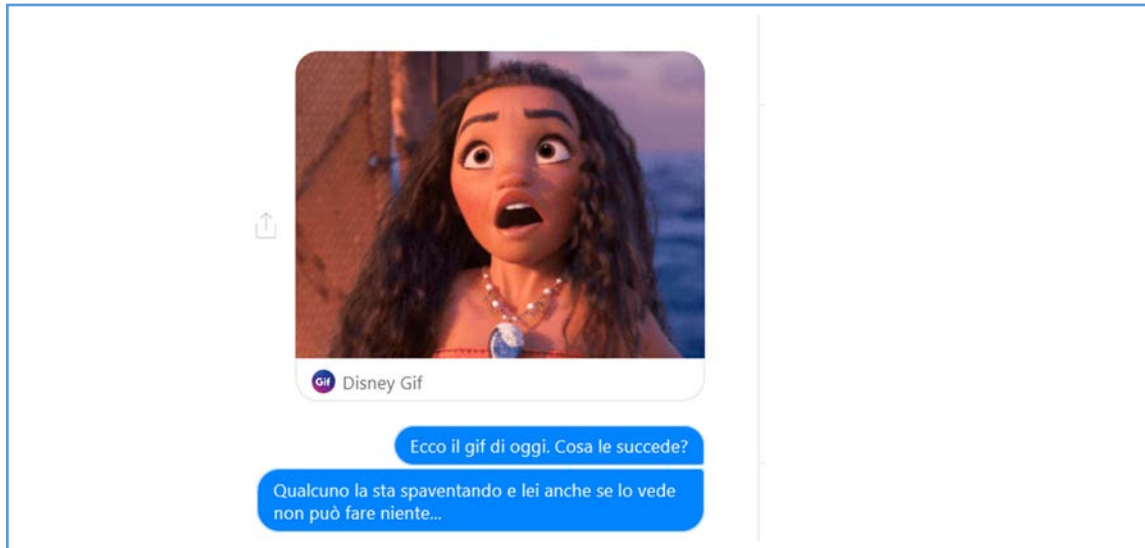 Gif Disney Gif
Ecco il gif di oggi. Cosa le succede?
Qualcuno la sta spaventando e lei anche se lo vede
non può fare niente...